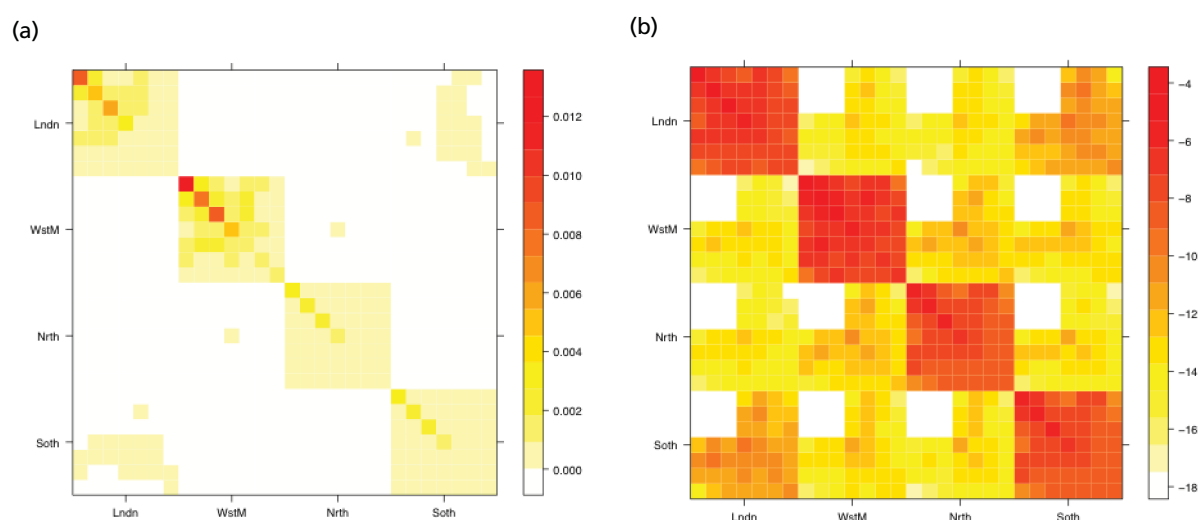 (a)
(b)
Lndn
WstM
Nrth
Soth
Lndn
WstM
Nrth
Soth
0.012
0.010
0.008
0.006
0.004
0.002
0.000
Lndn
WstM
Nrth
Soth
Lndn
WstM
Nrth
Soth
−4
−6
−8
−10
−12
−14
−16
−18